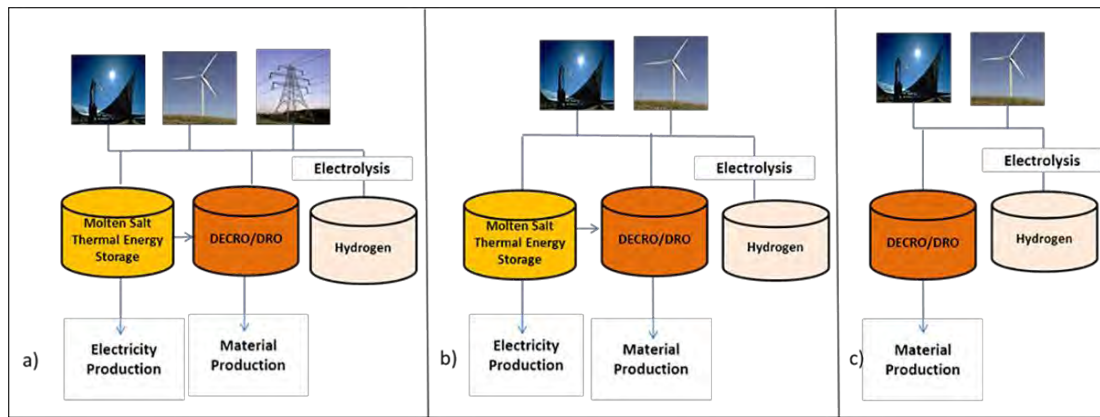 Electrolysis
Molten Salt
Thermal Energy
Storage
DECRO/DRO
Hydrogen
Electricity
Production
Material
Production
a)
Electrolysis
Molten Salt
Thermal Energy
Storage
DECRO/DRO
Hydrogen
Electricity
Production
Material
Production
b)
Electrolysis
DECRO/DRO
Hydrogen
Material
Production
c)